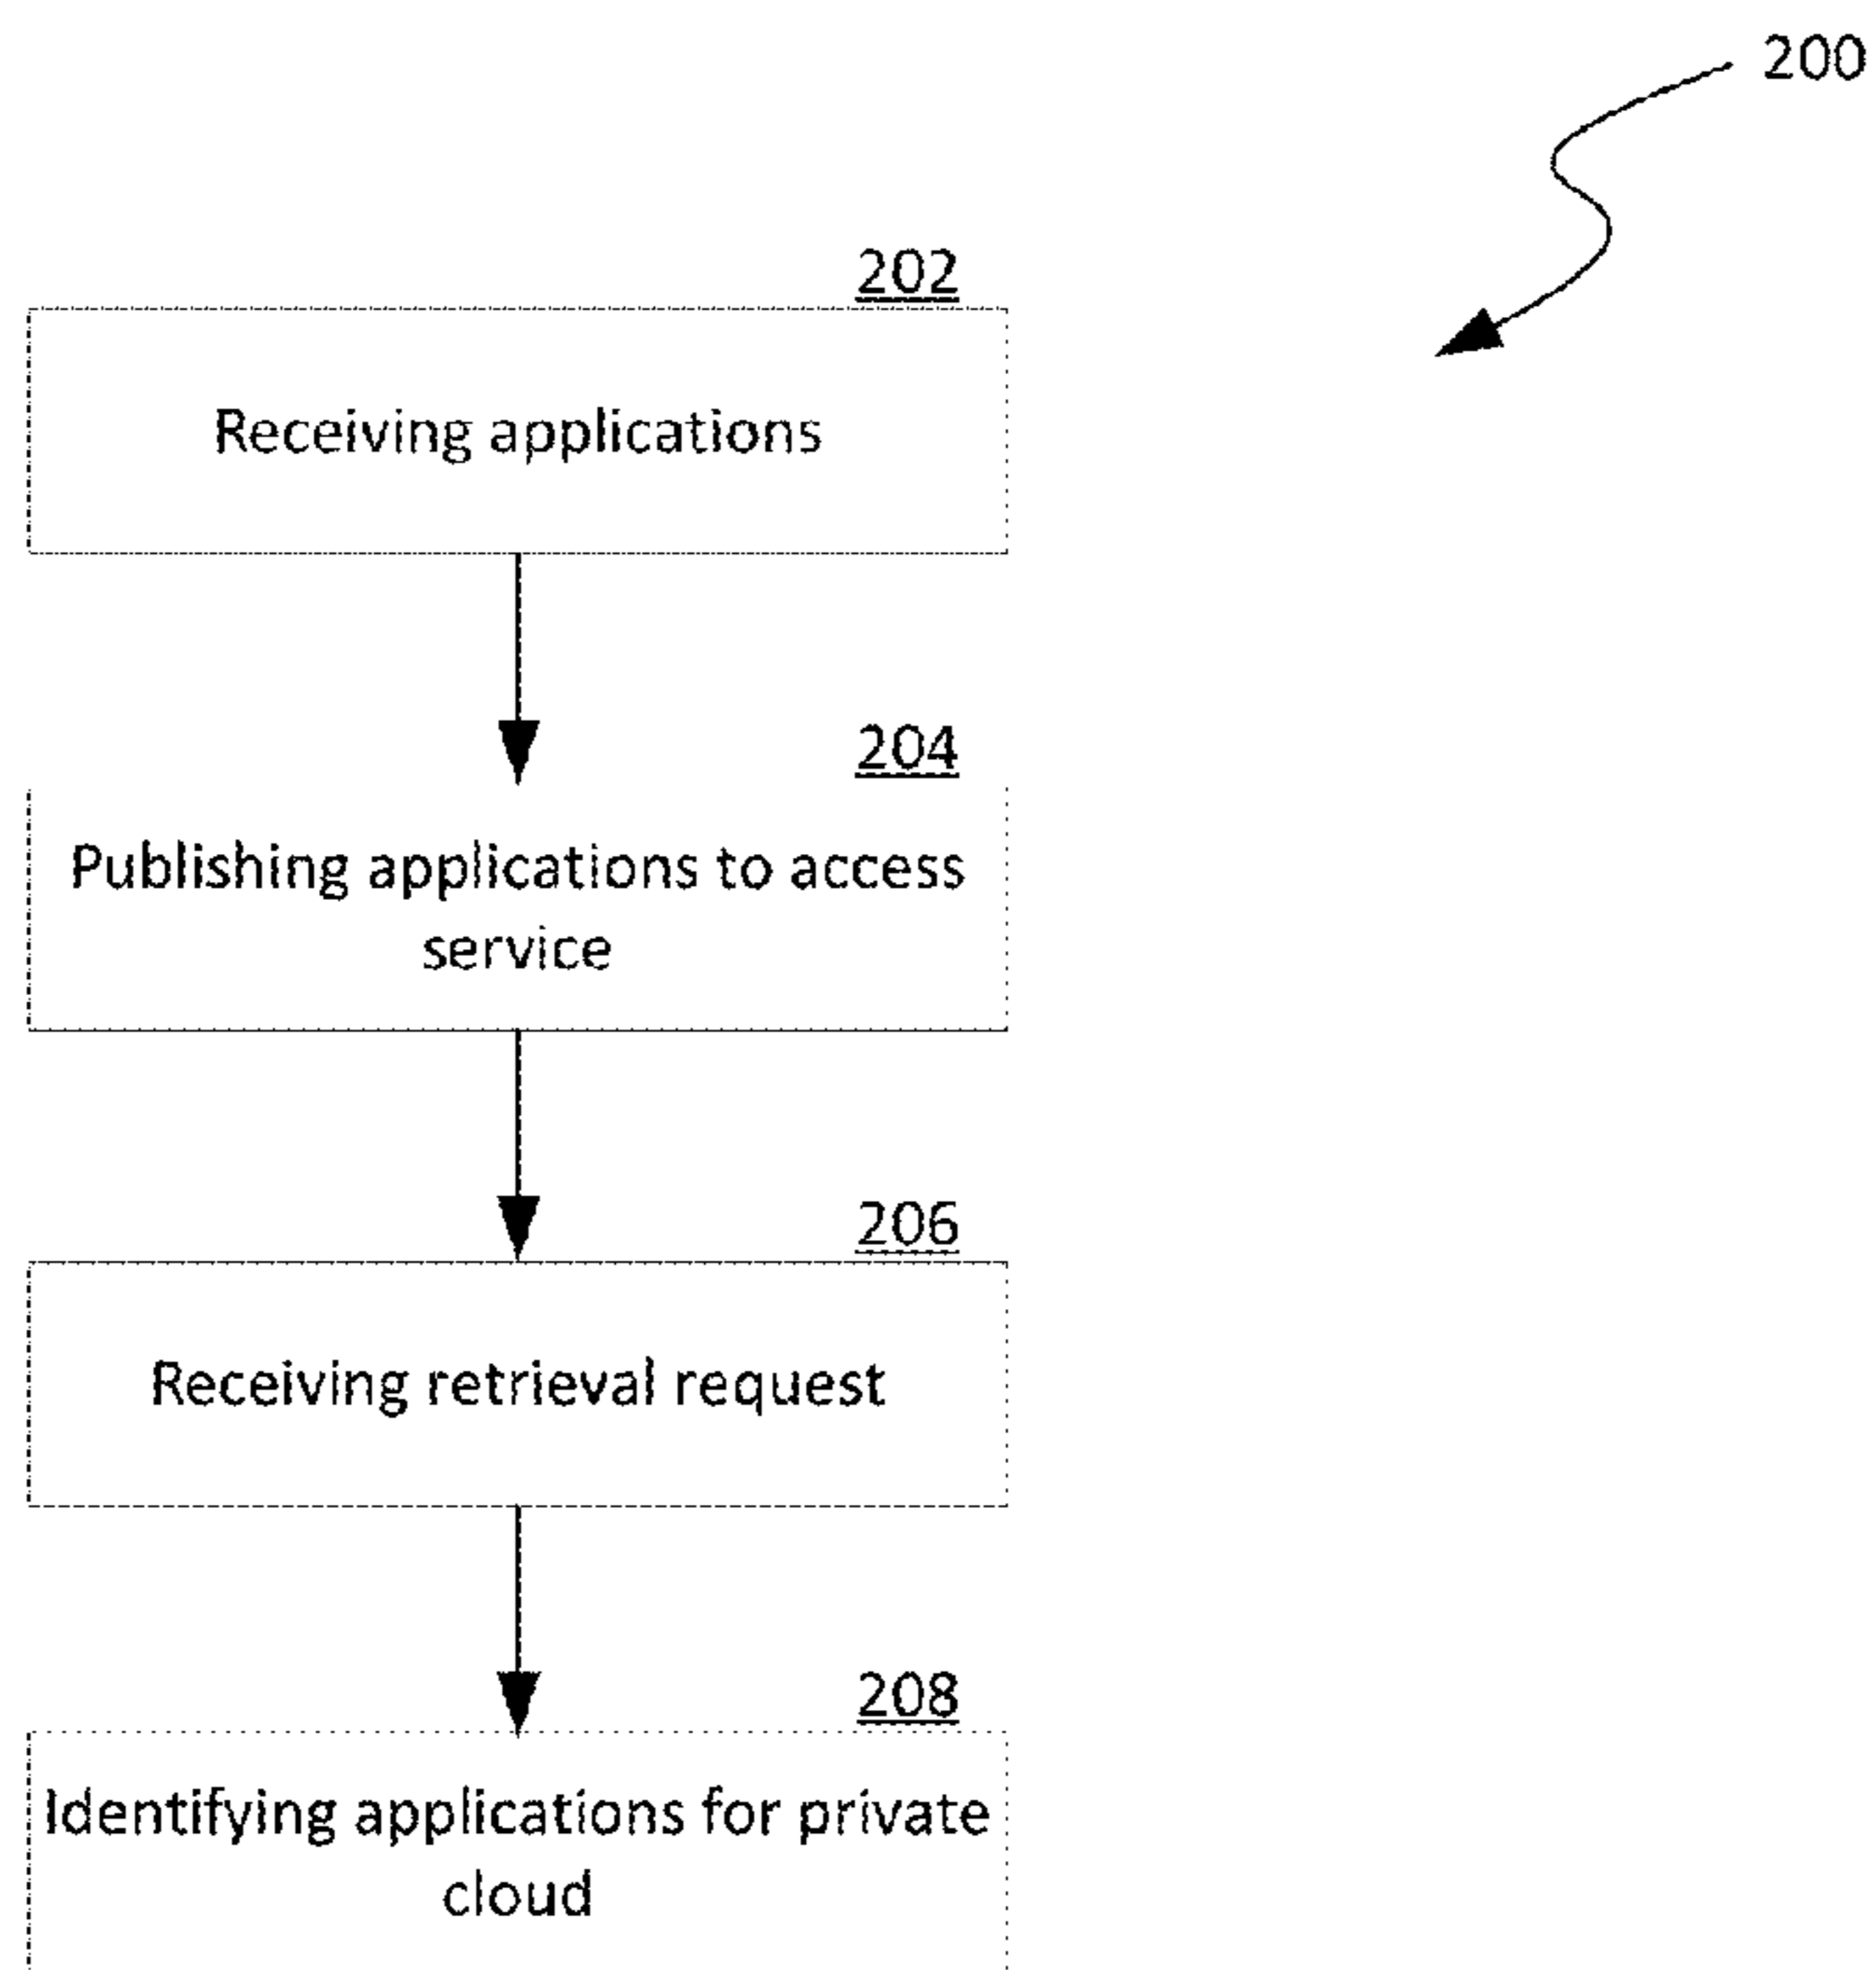 200
202
Receiving applications
204
Publishing applications to access
service
206
Receiving retrieval request
208
Identifying applications for private
cloud